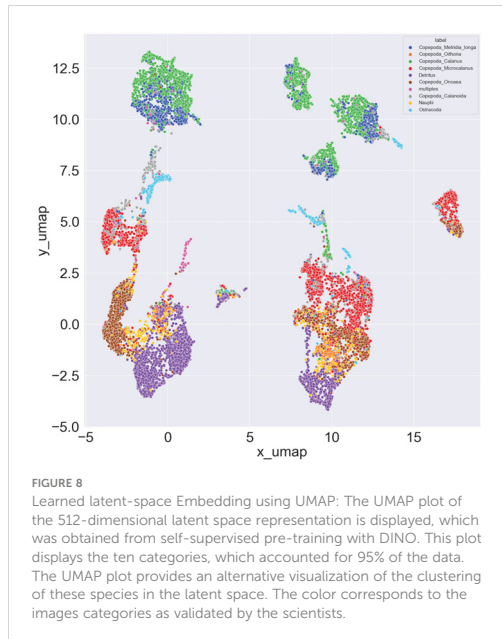 label
Copepoda_Metridia_longa
Copepoda_Oithona
Copepoda_Calanus
Copepoda_Microcalanus
Detritus
Copepoda_Oncaea
multiples
Copepoda_Calanoida
Nauplii
Ostracoda
12.5
10.0
7.5
5.0
2.5
0.0
−2.5
−5.0
y_umap
−5
0
5
10
15
x_umap
FIGURE 8
Learned latent-space Embedding using UMAP: The UMAP plot of
the 512-dimensional latent space representation is displayed, which
was obtained from self-supervised pre-training with DINO. This plot
displays the ten categories, which accounted for 95% of the data.
The UMAP plot provides an alternative visualization of the clustering
of these species in the latent space. The color corresponds to the
images categories as validated by the scientists.